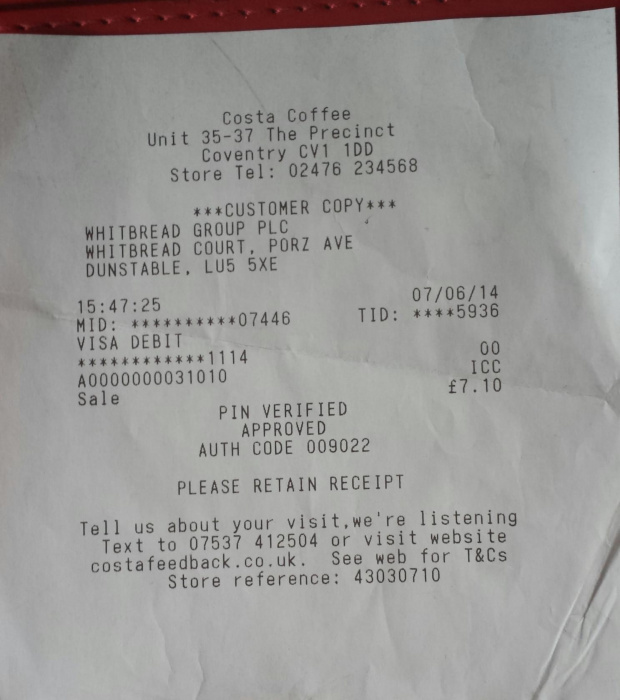 Costa Coffee
Unit 35-37 The Precinct
Coventry CV1 1DD
Store Tel: 02476 234568
***CUSTOMER COPY***
WHITBREAD GROUP PLC
WHITBREAD COURT, PORZ AVE
DUNSTABLE, LU5 5XE
15:47:25 07/06/14
MID: **********07446 TID: ****5936
VISA DEBIT
************1114 00
A0000000031010 ICC
Sale £7.10
PIN VERIFIED
APPROVED
AUTH CODE 009022
PLEASE RETAIN RECEIPT
Tell us about your visit,we're listening
Text to 07537 412504 or visit website
costafeedback.co.uk. See web for T&Cs
Store reference: 43030710